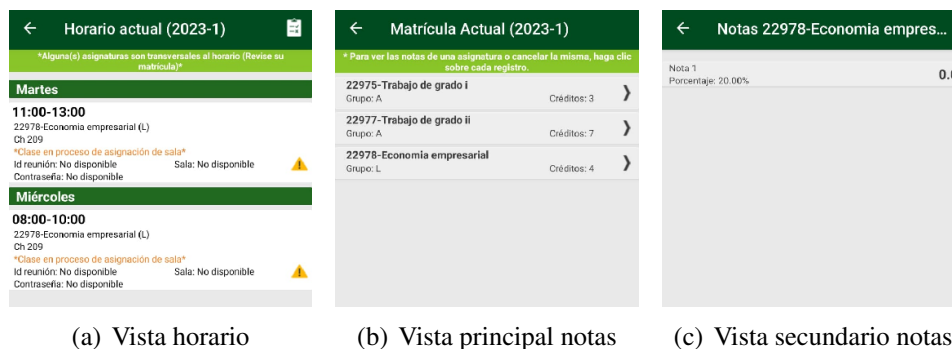 Horario actual (2023-1)
*Alguna(s) asignaturas son transversales al horario (Revise su
matrícula)*
Martes
11:00-13:00
22978-Economia empresarial (L)
Ch 209
*Clase en proceso de asignación de sala*
Id reunión: No disponible Sala: No disponible
Contraseña: No disponible
Miércoles
08:00-10:00
22978-Economia empresarial (L)
Ch 209
*Clase en proceso de asignación de sala*
Id reunión: No disponible Sala: No disponible
Contraseña: No disponible
(a) Vista horario
Matrícula Actual (2023-1)
* Para ver las notas de una asignatura o cancelar la misma, haga clic
sobre cada registro.
22975-Trabajo de grado i
Grupo: A Créditos: 3
22977-Trabajo de grado ii
Grupo: A Créditos: 7
22978-Economia empresarial
Grupo: L Créditos: 4
(b) Vista principal notas
Notas 22978-Economia empres...
Nota 1
Porcentaje: 20.00%
(c) Vista secundario notas